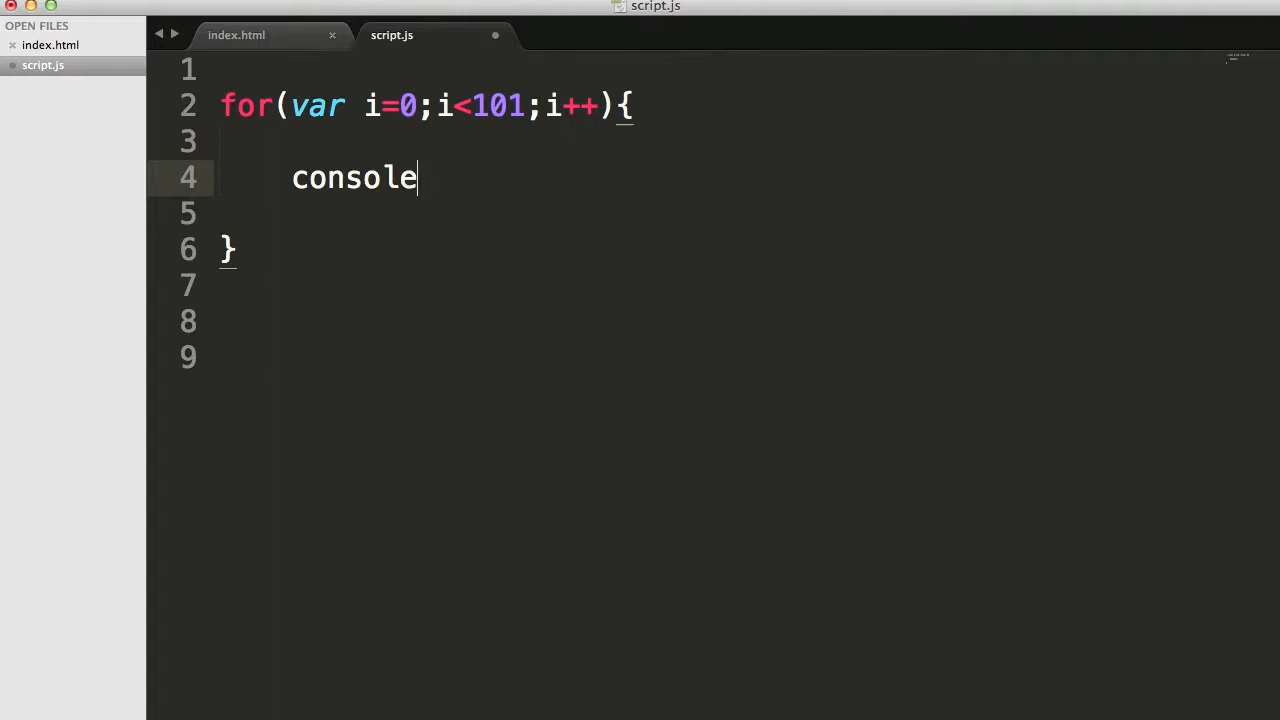 script.js
OPEN FILES
index.html
script.js
index.html
script.js
1
2 for(var i=0;i<101;i++){
3
4 console
5
6 }
7
8
9